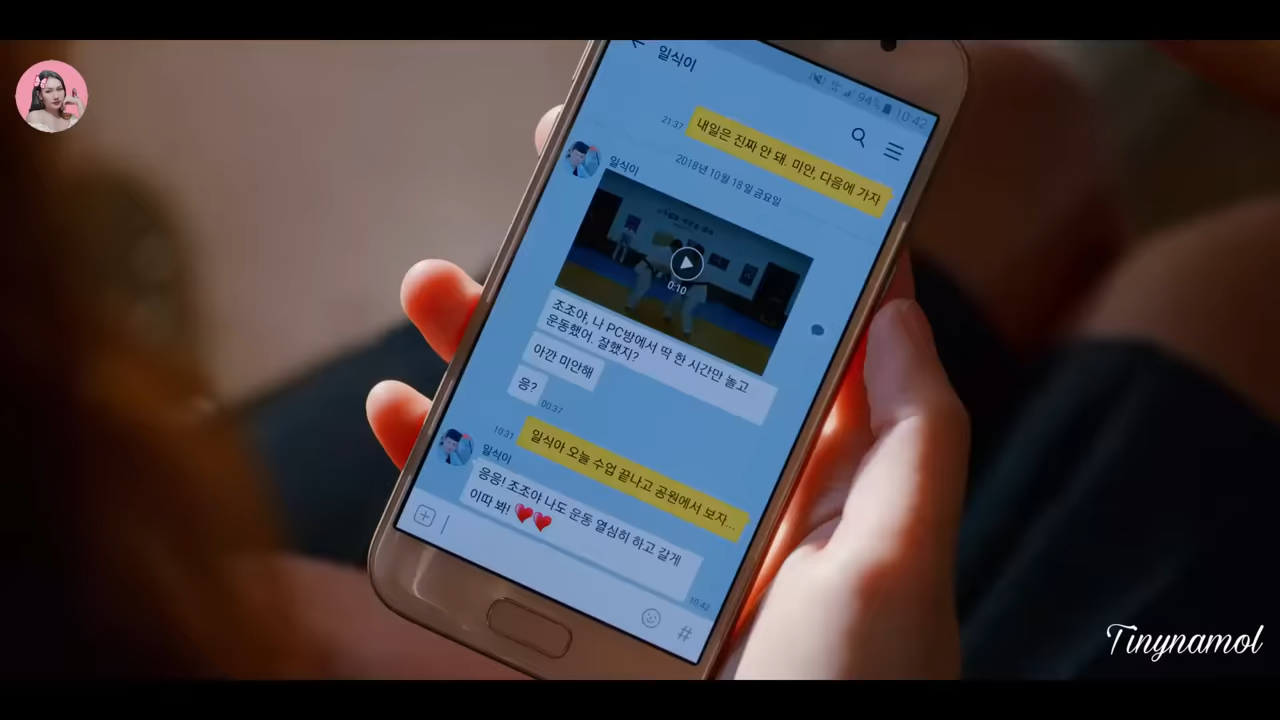 일식이
94% 10:42
21:37
내일은 진짜 안 돼. 미안, 다음에 가자
2018년 10월 18일 금요일
일식이
0:10
조조야, 나 PC방에서 딱 한 시간만 놀고
운동했어. 잘했지?
아깐 미안해
응?
00:37
10:31
일식아 오늘 수업 끝나고 공원에서 보자...
일식이
응응! 조조야 나도 운동 열심히 하고 갈게
이따 봐!
10:42
#
Tinynamol